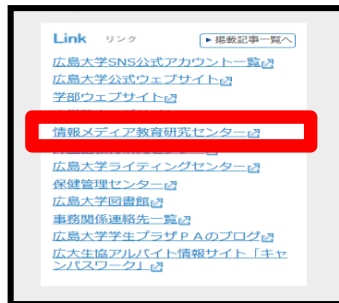 Link リンク
▶掲載記事一覧へ
広島大学SNS公式アカウント一覧
広島大学公式ウェブサイト
学部ウェブサイト
情報メディア教育研究センター
広島大学ライティングセンター
保健管理センター
広島大学図書館
事務関係連絡先一覧
広島大学学生プラザPAのブログ
広大生協アルバイト情報サイト「キャ
ンパスワーク」